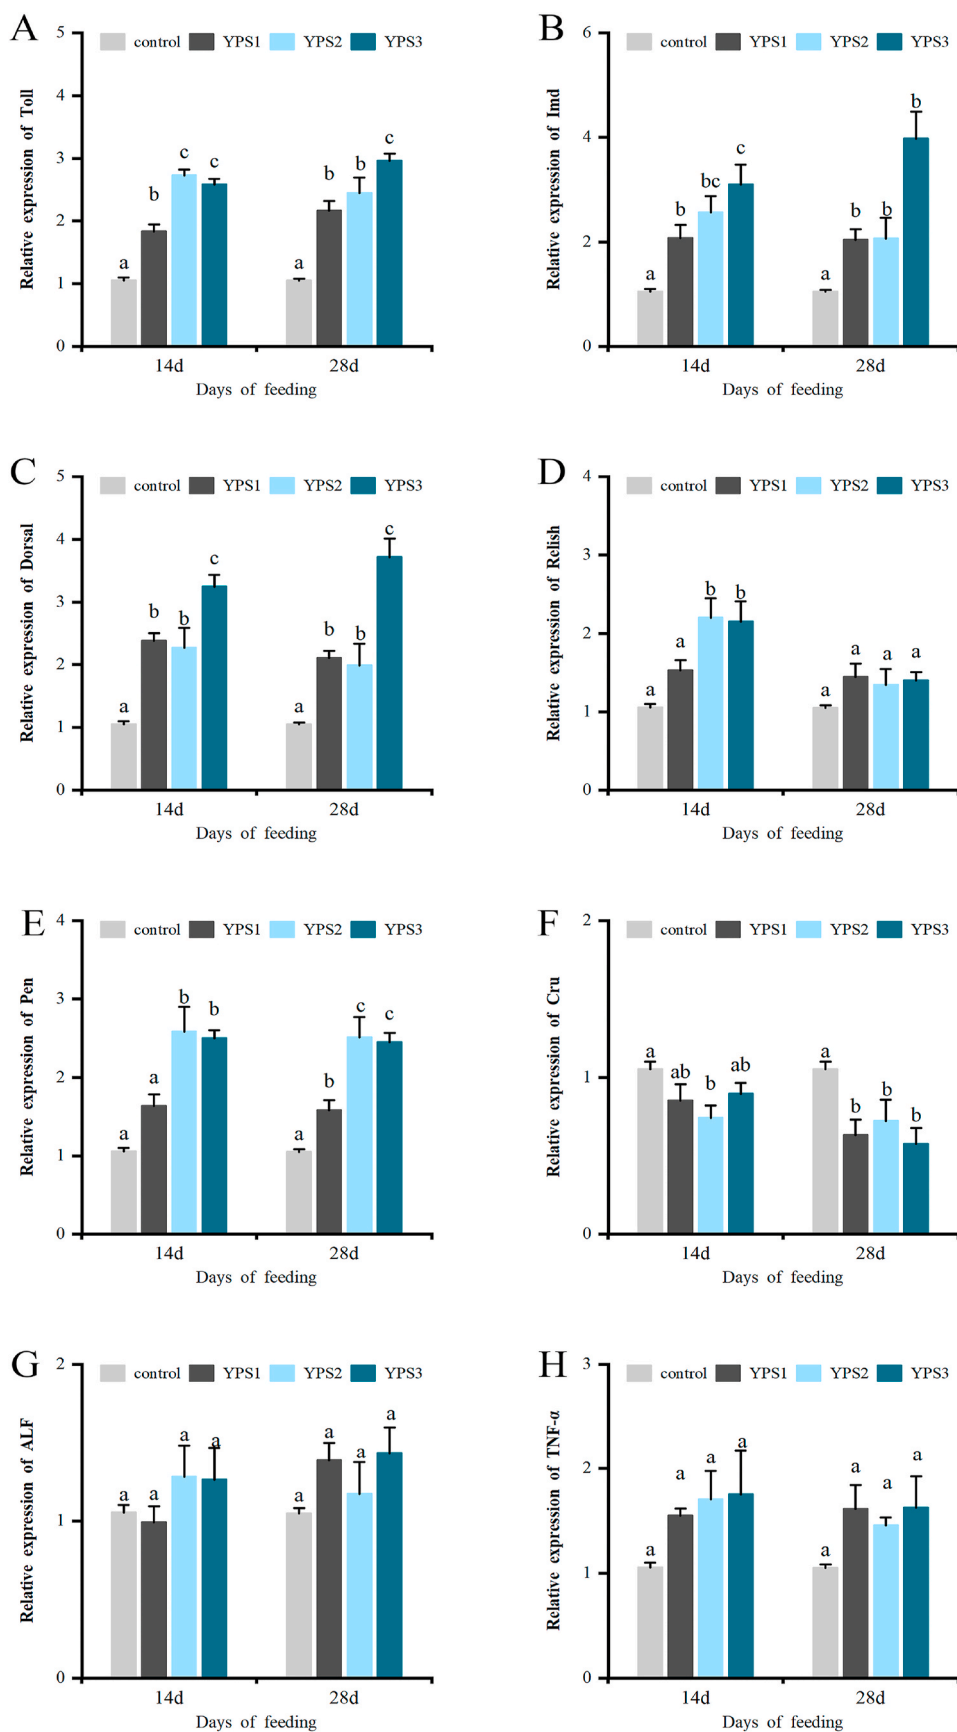 A
control YPS1 YPS2 YPS3
Relative expression of Toll
5
4
3
2
1
0
a b c c a b b c
14d 28d
Days of feeding
B
control YPS1 YPS2 YPS3
Relative expression of Imd
6
4
2
0
a b bc c a b b b
14d 28d
Days of feeding
C
control YPS1 YPS2 YPS3
Relative expression of Dorsal
5
4
3
2
1
0
a b b c a b b c
14d 28d
Days of feeding
D
control YPS1 YPS2 YPS3
Relative expression of Relish
4
3
2
1
0
a a b b a a a a
14d 28d
Days of feeding
E
control YPS1 YPS2 YPS3
Relative expression of Pen
4
3
2
1
0
a a b b a b c c
14d 28d
Days of feeding
F
control YPS1 YPS2 YPS3
Relative expression of Cru
2
1
0
a ab b ab a b b b
14d 28d
Days of feeding
G
control YPS1 YPS2 YPS3
Relative expression of ALF
2
1
0
a a a a a a a a
14d 28d
Days of feeding
H
control YPS1 YPS2 YPS3
Relative expression of TNF-α
3
2
1
0
a a a a a a a a
14d 28d
Days of feeding